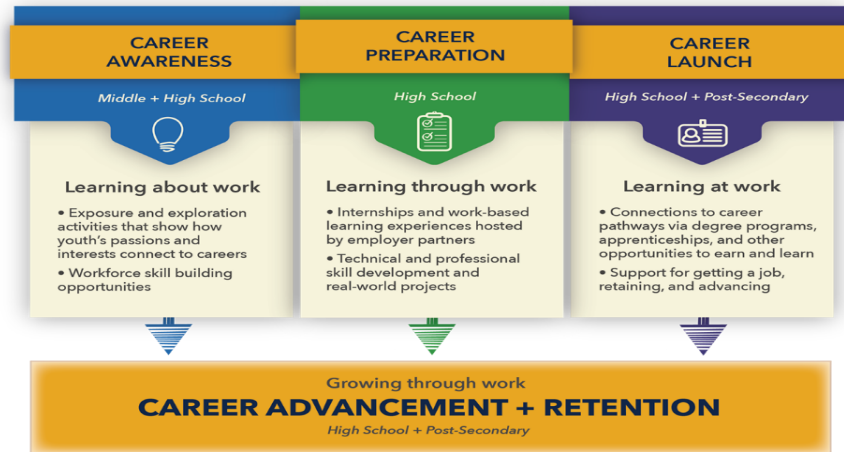 CAREER
AWARENESS
Middle + High School
Learning about work
• Exposure and exploration
activities that show how
youth's passions and
interests connect to careers
• Workforce skill building
opportunities
CAREER
PREPARATION
High School
Learning through work
• Internships and work-based
learning experiences hosted
by employer partners
• Technical and professional
skill development and
real-world projects
CAREER
LAUNCH
High School + Post-Secondary
Learning at work
• Connections to career
pathways via degree programs,
apprenticeships, and other
opportunities to earn and learn
• Support for getting a job,
retaining, and advancing
Growing through work
CAREER ADVANCEMENT + RETENTION
High School + Post-Secondary